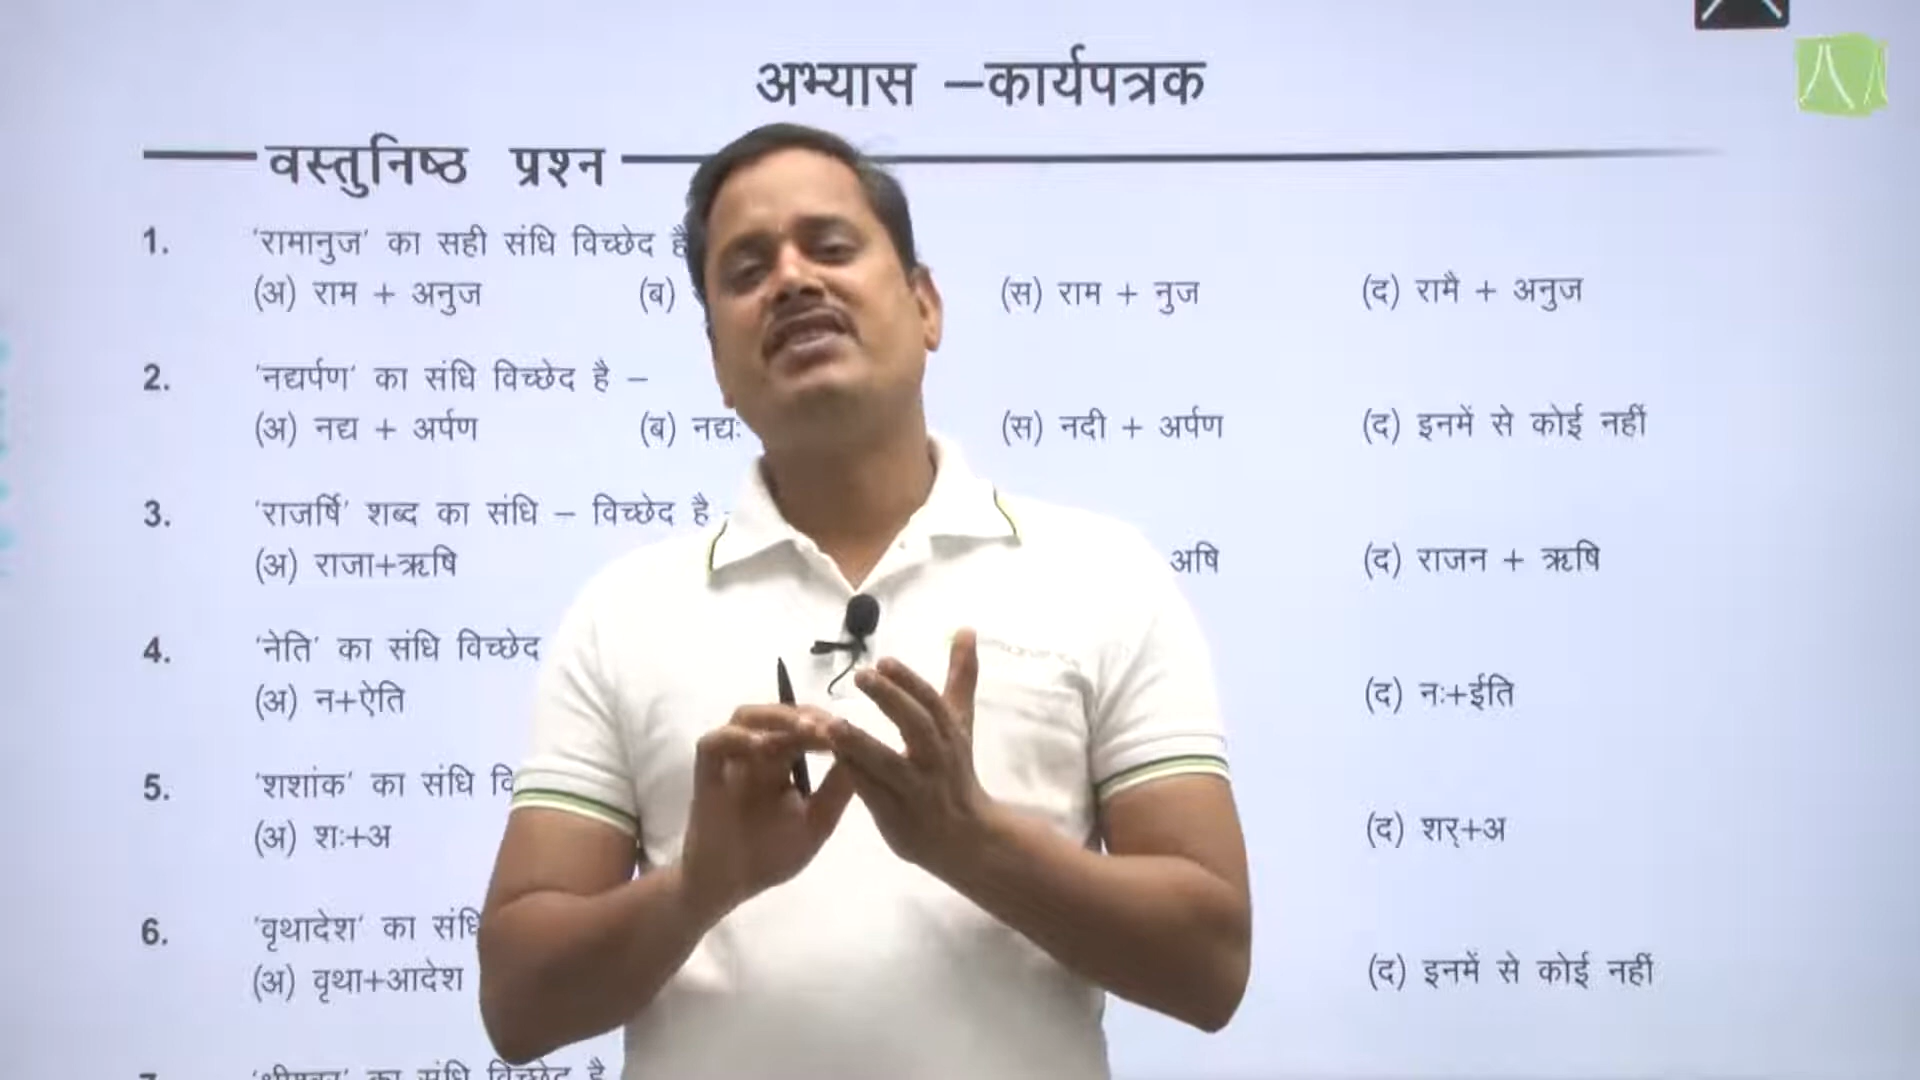 अभ्यास –कार्यपत्रक
वस्तुनिष्ठ प्रश्न
1. 'रामानुज' का सही संधि विच्छेद है
(अ) राम + अनुज (ब) (स) राम + नुज (द) रामै + अनुज
2. 'नद्यर्पण' का संधि विच्छेद है –
(अ) नद्य + अर्पण (ब) नद्यः (स) नदी + अर्पण (द) इनमें से कोई नहीं
3. 'राजर्षि' शब्द का संधि – विच्छेद है
(अ) राजा+ऋषि अषि (द) राजन + ऋषि
4. 'नेति' का संधि विच्छेद
(अ) न+ऐति (द) नः+ईति
5. 'शशांक' का संधि वि
(अ) शः+अ (द) शर्+अ
6. 'वृथादेश' का संधि
(अ) वृथा+आदेश (द) इनमें से कोई नहीं
का संधि विच्छेद है